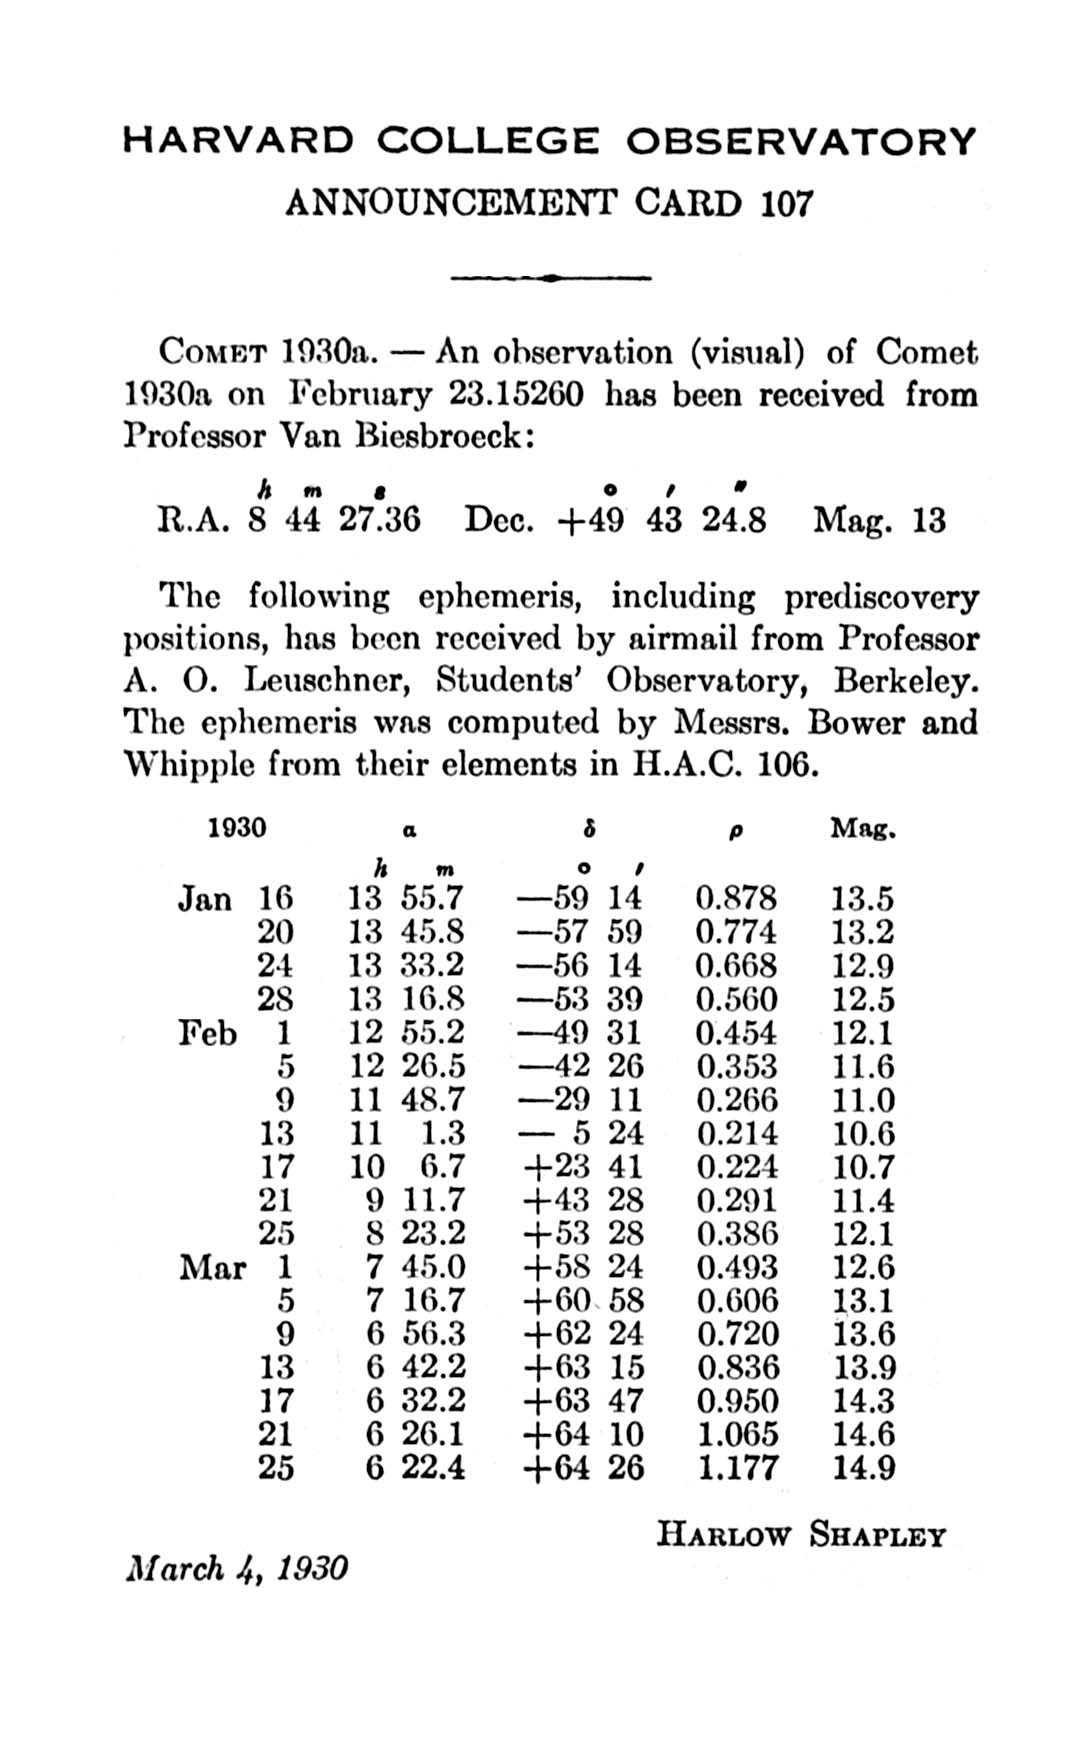 HARVARD COLLEGE OBSERVATORY
ANNOUNCEMENT CARD 107
COMET 1930a. — An observation (visual) of Comet
1930a on February 23.15260 has been received from
Professor Van Biesbroeck:
h m s ° ′ ″
R.A. 8 44 27.36 Dec. +49 43 24.8 Mag. 13
The following ephemeris, including prediscovery
positions, has been received by airmail from Professor
A. O. Leuschner, Students' Observatory, Berkeley.
The ephemeris was computed by Messrs. Bower and
Whipple from their elements in H.A.C. 106.
1930 α δ ρ Mag.
h m ° ′
Jan 16 13 55.7 —59 14 0.878 13.5
20 13 45.8 —57 59 0.774 13.2
24 13 33.2 —56 14 0.668 12.9
28 13 16.8 —53 39 0.560 12.5
Feb 1 12 55.2 —49 31 0.454 12.1
5 12 26.5 —42 26 0.353 11.6
9 11 48.7 —29 11 0.266 11.0
13 11 1.3 — 5 24 0.214 10.6
17 10 6.7 +23 41 0.224 10.7
21 9 11.7 +43 28 0.291 11.4
25 8 23.2 +53 28 0.386 12.1
Mar 1 7 45.0 +58 24 0.493 12.6
5 7 16.7 +60 58 0.606 13.1
9 6 56.3 +62 24 0.720 13.6
13 6 42.2 +63 15 0.836 13.9
17 6 32.2 +63 47 0.950 14.3
21 6 26.1 +64 10 1.065 14.6
25 6 22.4 +64 26 1.177 14.9
HARLOW SHAPLEY
March 4, 1930